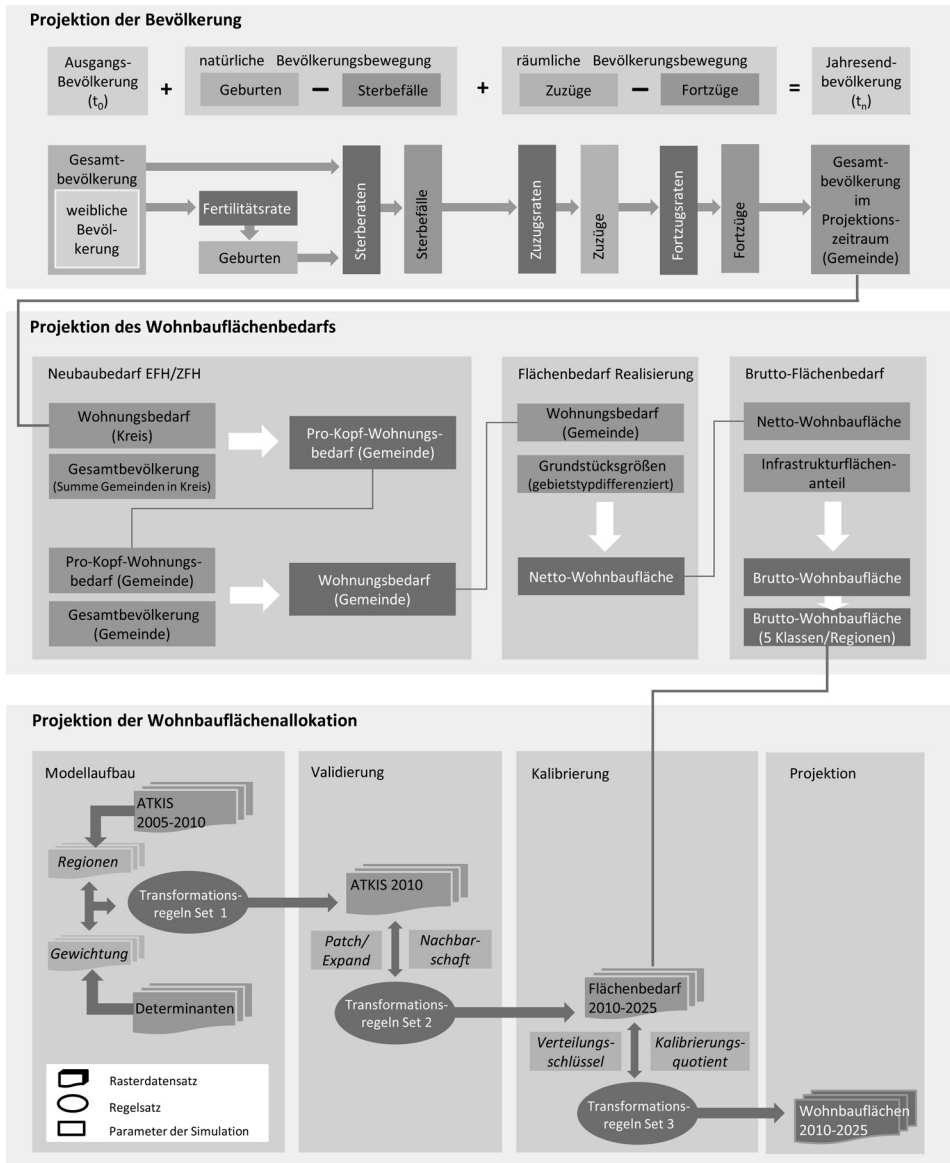 Projektion der Bevölkerung
Ausgangs-
Bevölkerung
(t0)
+
natürliche Bevölkerungsbewegung
Geburten
–
Sterbefälle
+
räumliche Bevölkerungsbewegung
Zuzüge
–
Fortzüge
=
Jahresend-
bevölkerung
(tn)
Gesamt-
bevölkerung
weibliche
Bevöl-
kerung
Fertilitätsrate
Geburten
Sterberaten
Sterbefälle
Zuzugsraten
Zuzüge
Fortzugsraten
Fortzüge
Gesamt-
bevölkerung
im
Projektions-
zeitraum
(Gemeinde)
Projektion des Wohnbauflächenbedarfs
Neubaubedarf EFH/ZFH
Wohnungsbedarf
(Kreis)
Gesamtbevölkerung
(Summe Gemeinden in Kreis)
Pro-Kopf-Wohnungs-
bedarf (Gemeinde)
Pro-Kopf-Wohnungs-
bedarf (Gemeinde)
Gesamtbevölkerung
(Gemeinde)
Wohnungsbedarf
(Gemeinde)
Flächenbedarf Realisierung
Wohnungsbedarf
(Gemeinde)
Grundstücksgrößen
(gebietstypdifferenziert)
Netto-Wohnbaufläche
Brutto-Flächenbedarf
Netto-Wohnbaufläche
Infrastrukturflächen-
anteil
Brutto-Wohnbaufläche
Brutto-Wohnbaufläche
(5 Klassen/Regionen)
Projektion der Wohnbauflächenallokation
Modellaufbau
ATKIS
2005-2010
Regionen
Transformations-
regeln Set 1
Gewichtung
Determinanten
Validierung
ATKIS 2010
Patch/
Expand
Nachbar-
schaft
Transformations-
regeln Set 2
Kalibrierung
Flächenbedarf
2010-2025
Verteilungs-
schlüssel
Kalibrierungs-
quotient
Transformations-
regeln Set 3
Projektion
Wohnbauflächen
2010-2025
Rasterdatensatz
Regelsatz
Parameter der Simulation